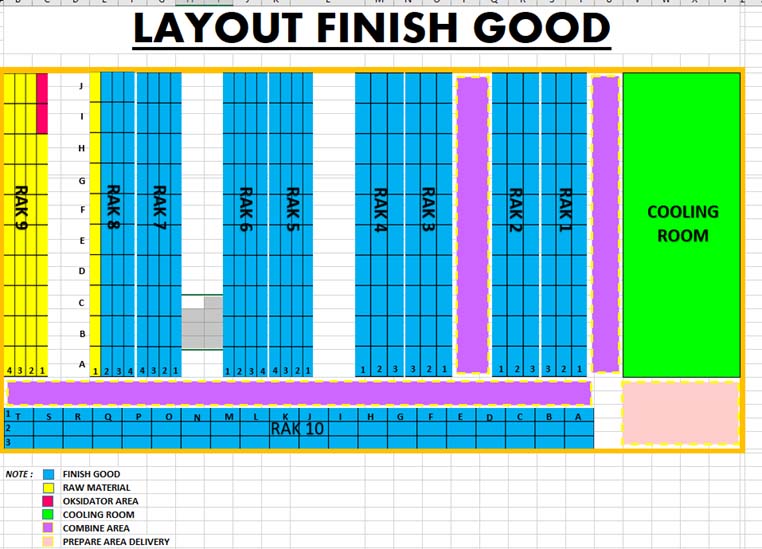 LAYOUT FINISH GOOD
J
I
H
G
F
E
D
C
B
A
RAK 9
RAK 8
RAK 7
RAK 6
RAK 5
RAK 4
RAK 3
RAK 2
RAK 1
COOLING
ROOM
4 3 2 1
1 2 3 4
4 3 2 1
1 2 3 4
4 3 2 1
1 2 3
3 2 1
1 2 3
3 2 1
1 T S R Q P O N M L K J I H G F E D C B A
2 RAK 10
3
NOTE :
FINISH GOOD
RAW MATERIAL
OKSIDATOR AREA
COOLING ROOM
COMBINE AREA
PREPARE AREA DELIVERY